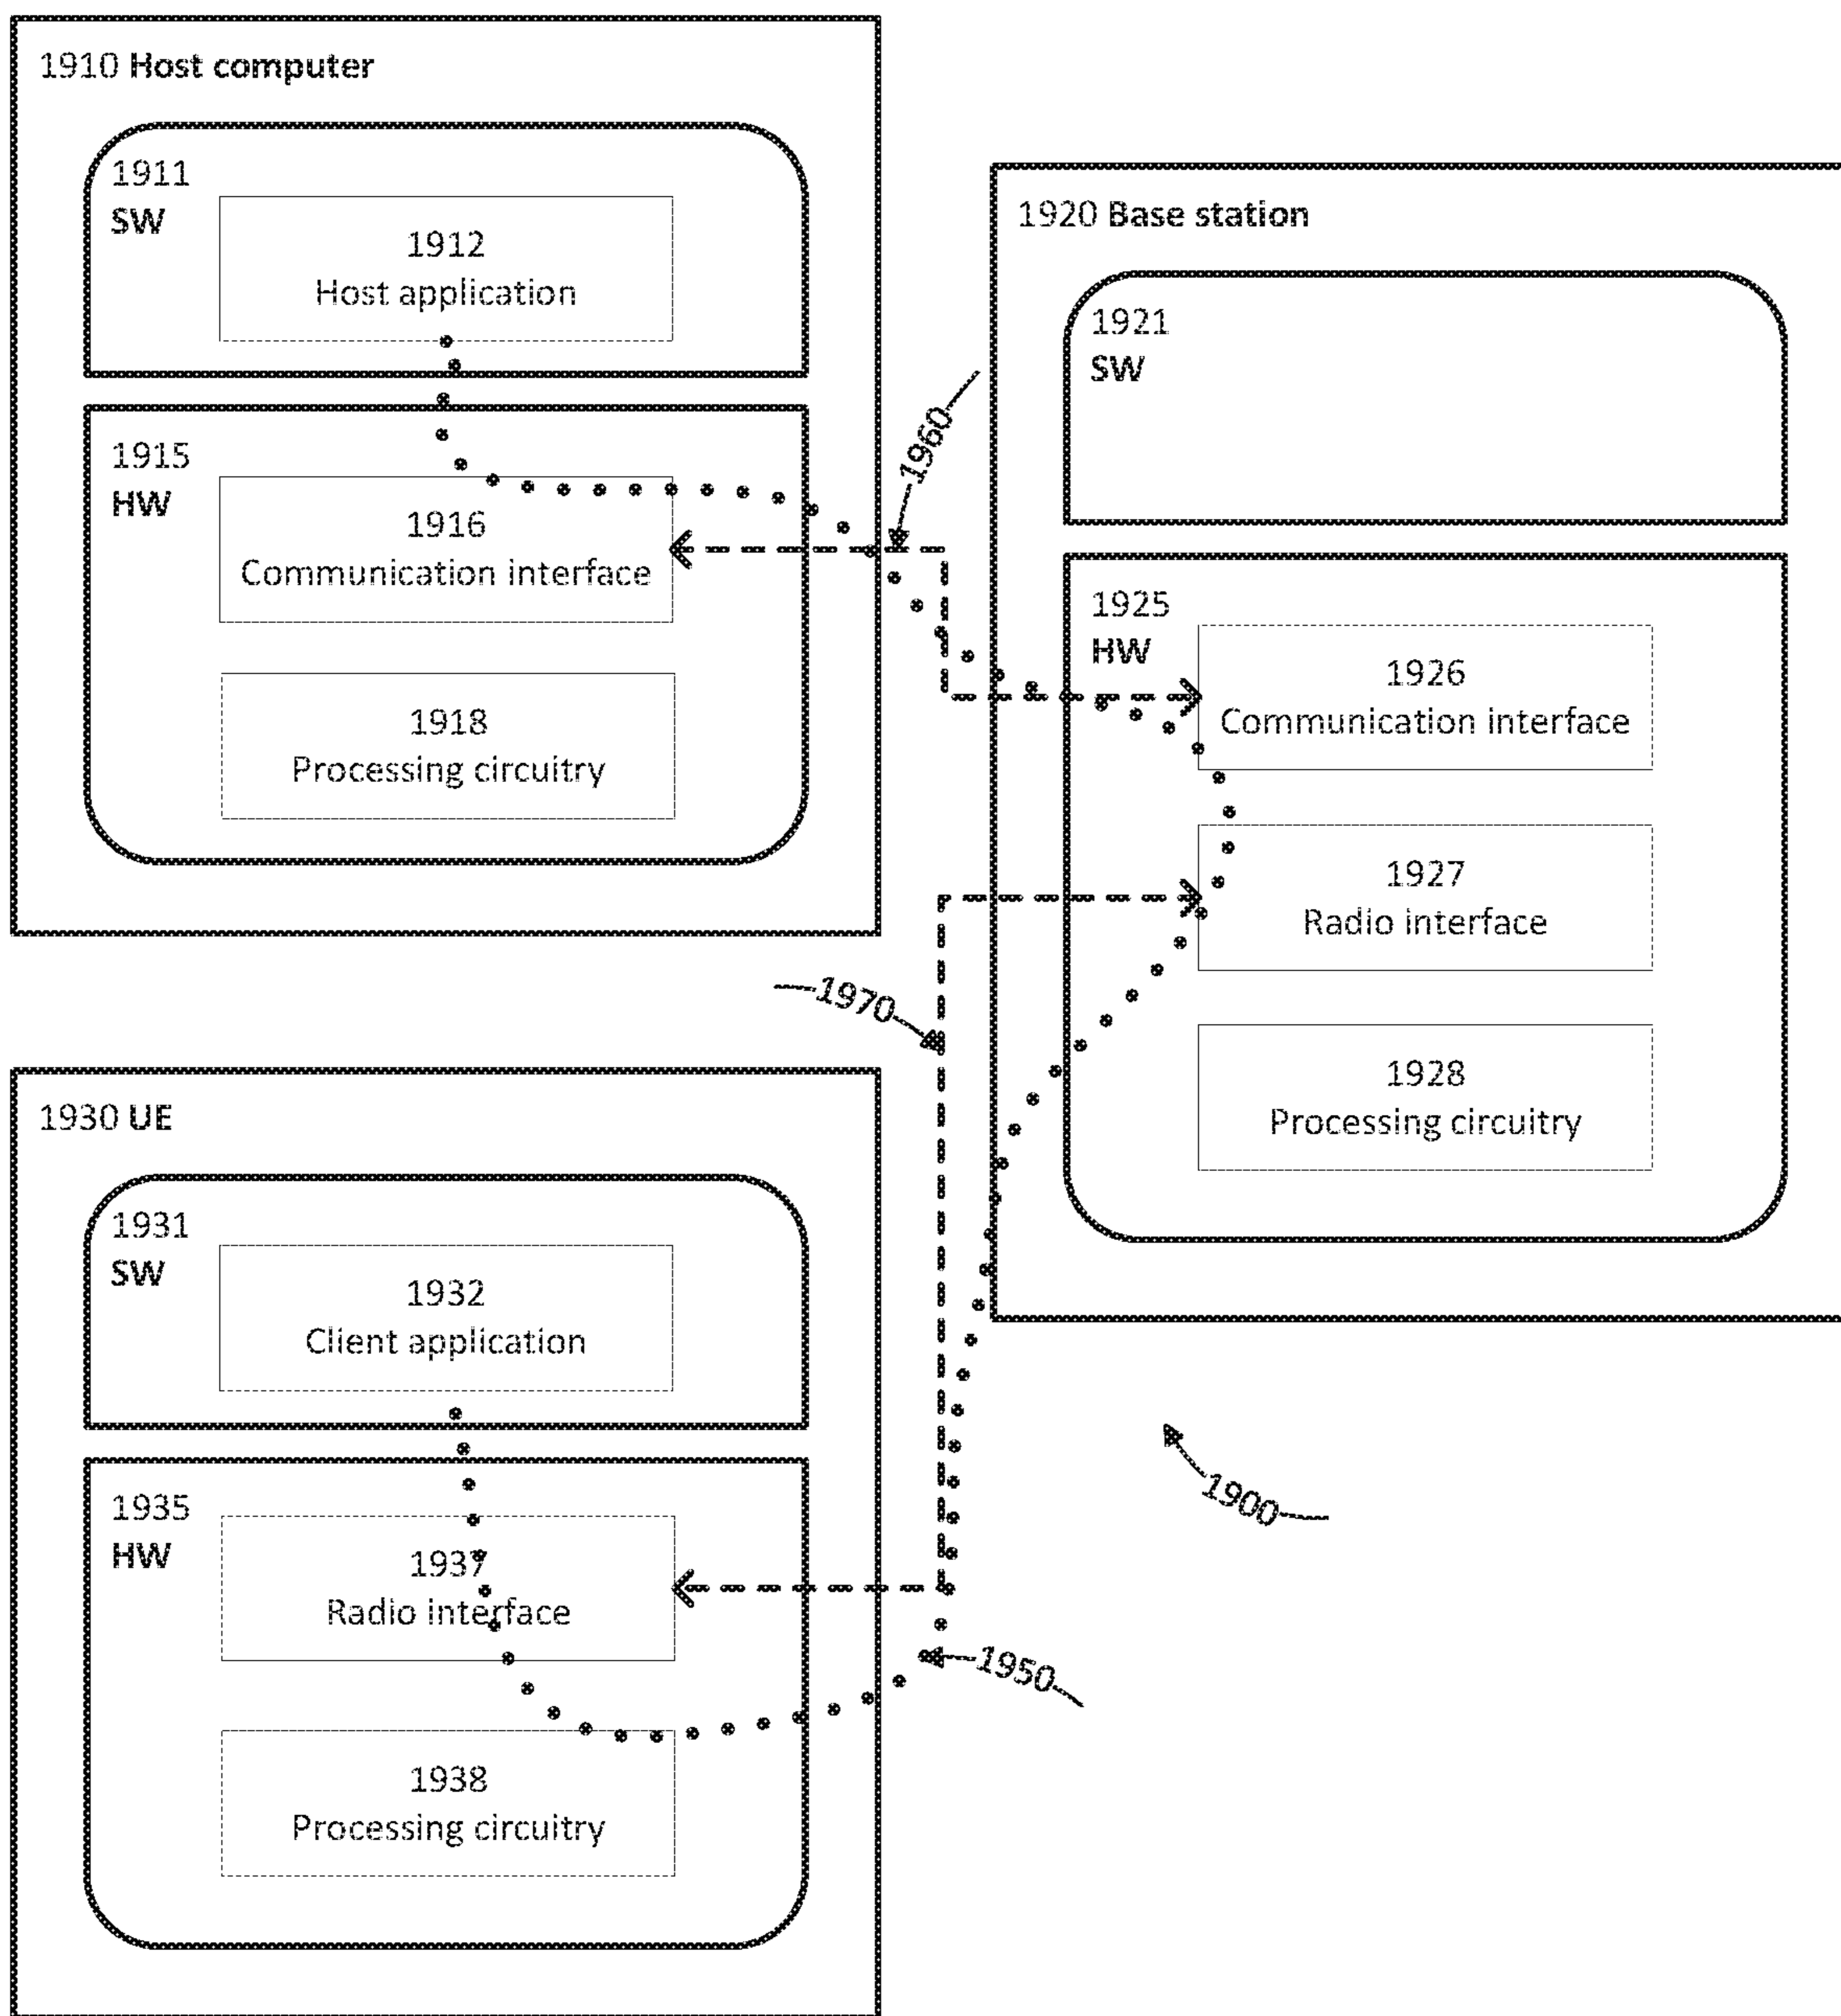 1910 Host computer
1911
SW
1912
Host application
1915
HW
1916
Communication interface
1918
Processing circuitry
1960
1920 Base station
1921
SW
1925
HW
1926
Communication interface
1927
Radio interface
1928
Processing circuitry
1970
1930 UE
1931
SW
1932
Client application
1935
HW
1937
Radio interface
1938
Processing circuitry
1900
1950